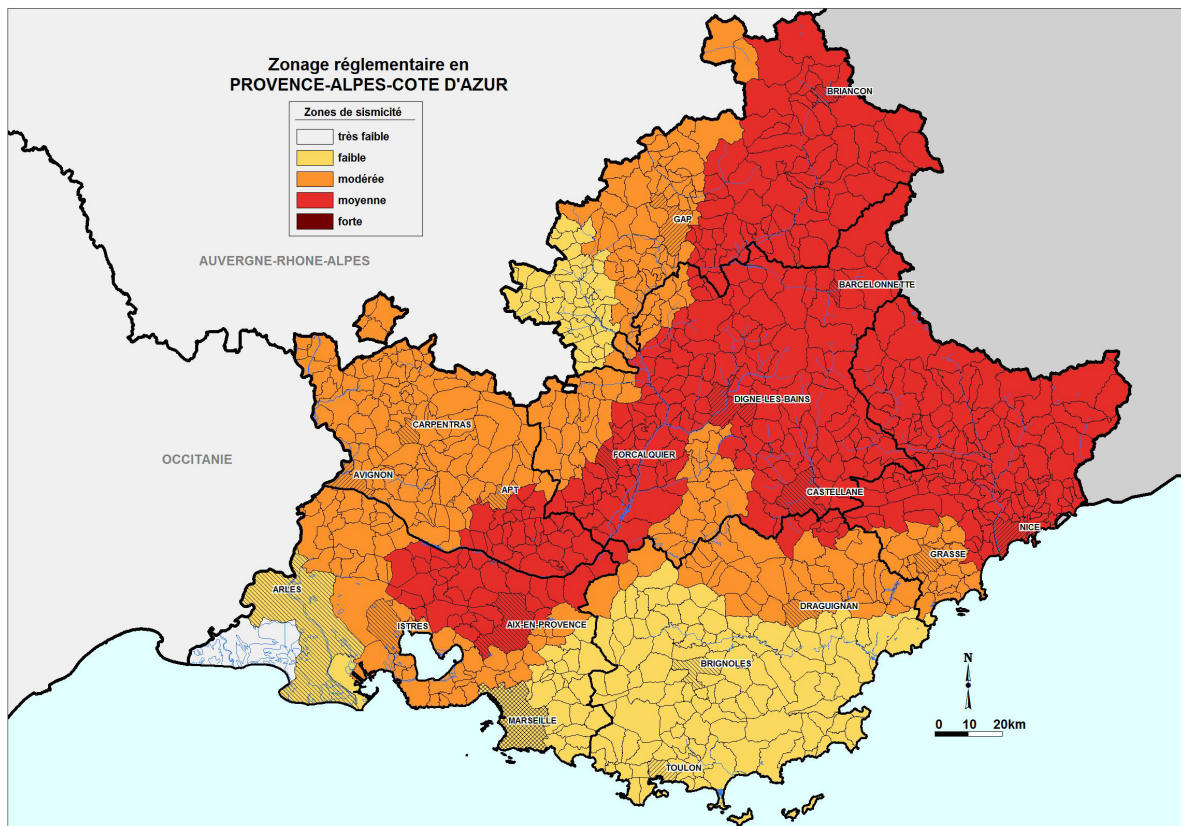 Zonage réglementaire en
PROVENCE-ALPES-COTE D'AZUR
Zones de sismicité
très faible
faible
modérée
moyenne
forte
BRIANÇON
GAP
AUVERGNE-RHONE-ALPES
BARCELONNETTE
DIGNE-LES-BAINS
CARPENTRAS
OCCITANIE
FORCALQUIER
AVIGNON
APT
CASTELLANE
NICE
GRASSE
ARLES
DRAGUIGNAN
ISTRES
AIX-EN-PROVENCE
BRIGNOLES
N
MARSEILLE
0 10 20km
TOULON